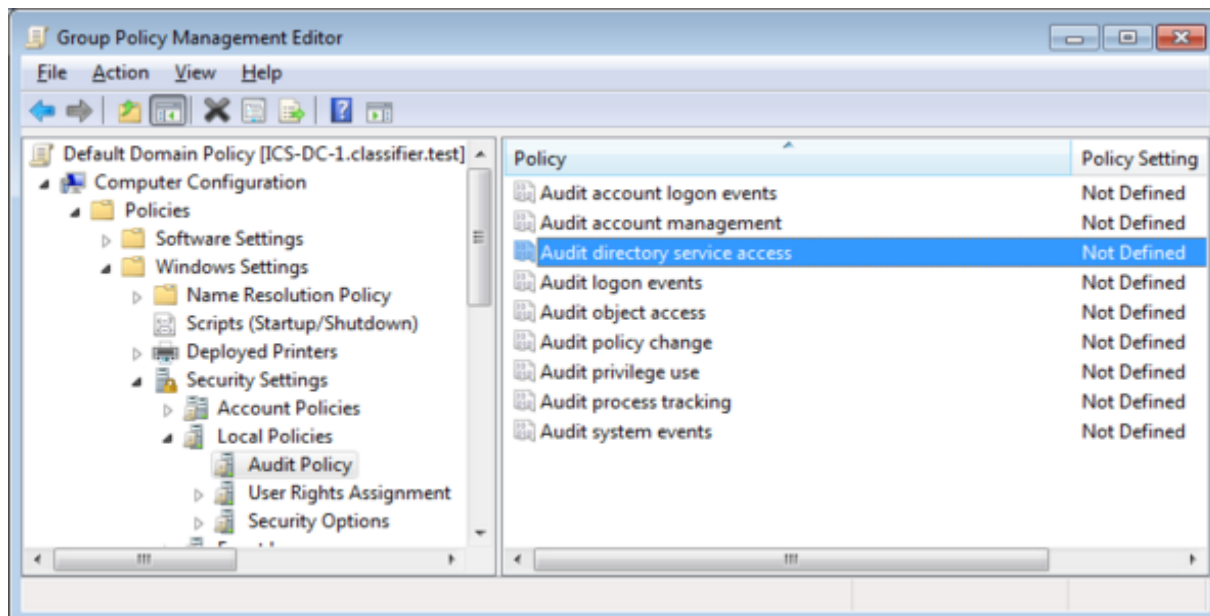 Group Policy Management Editor
File Action View Help
Default Domain Policy [ICS-DC-1.classifier.test]
Computer Configuration
Policies
Software Settings
Windows Settings
Name Resolution Policy
Scripts (Startup/Shutdown)
Deployed Printers
Security Settings
Account Policies
Local Policies
Audit Policy
User Rights Assignment
Security Options
Policy Policy Setting
Audit account logon events Not Defined
Audit account management Not Defined
Audit directory service access Not Defined
Audit logon events Not Defined
Audit object access Not Defined
Audit policy change Not Defined
Audit privilege use Not Defined
Audit process tracking Not Defined
Audit system events Not Defined